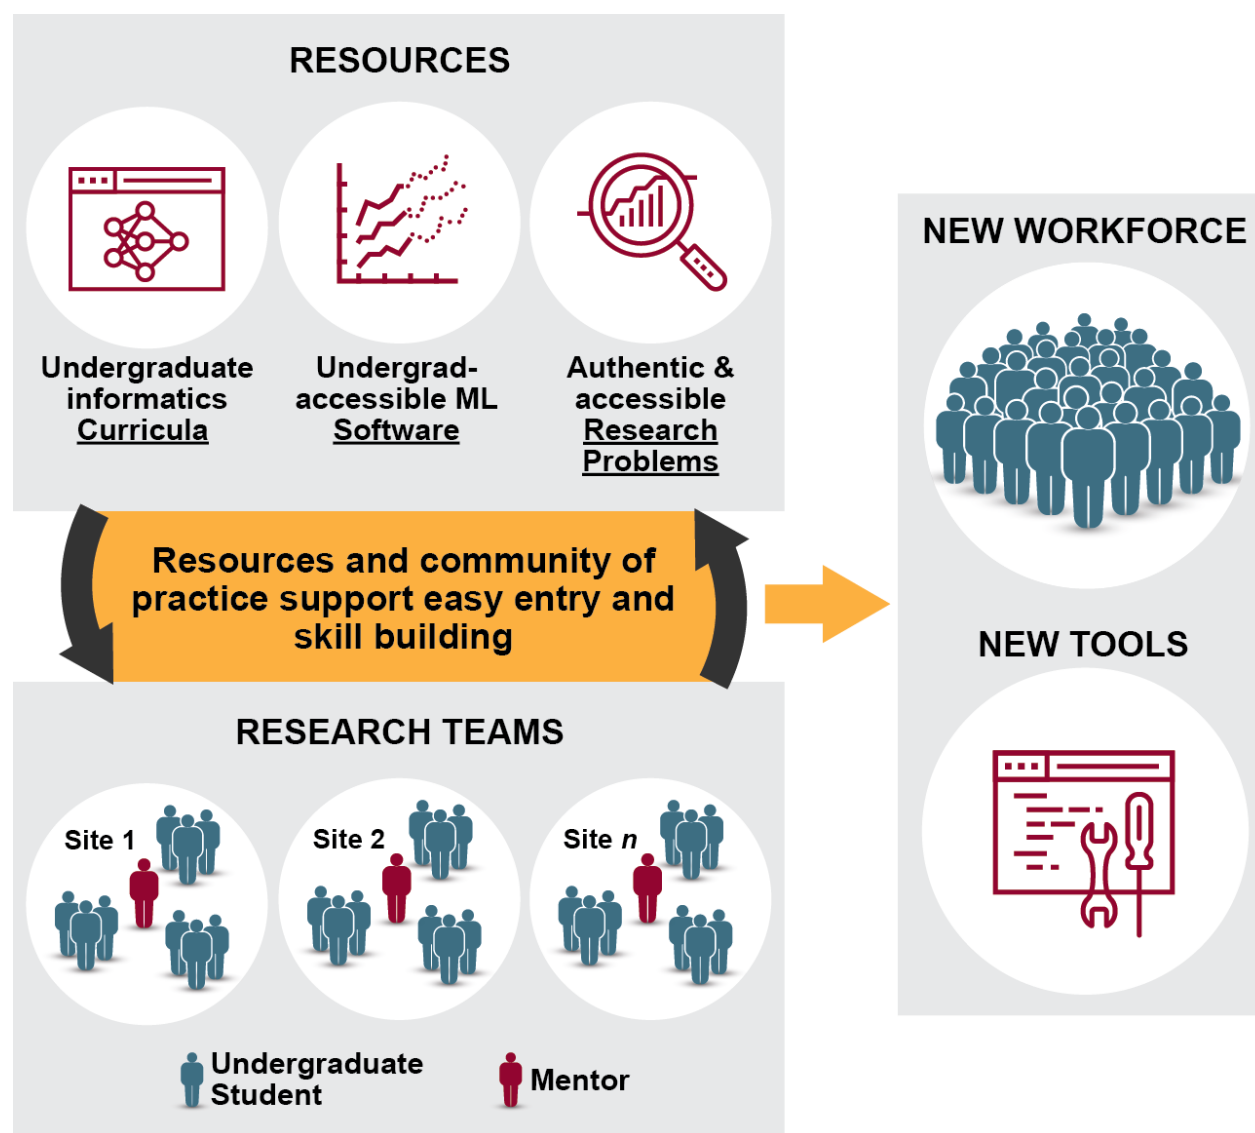 RESOURCES
Undergraduate
informatics
Curricula
Undergrad-
accessible ML
Software
Authentic &
accessible
Research
Problems
Resources and community of
practice support easy entry and
skill building
RESEARCH TEAMS
Site 1
Site 2
Site n
Undergraduate
Student
Mentor
NEW WORKFORCE
NEW TOOLS